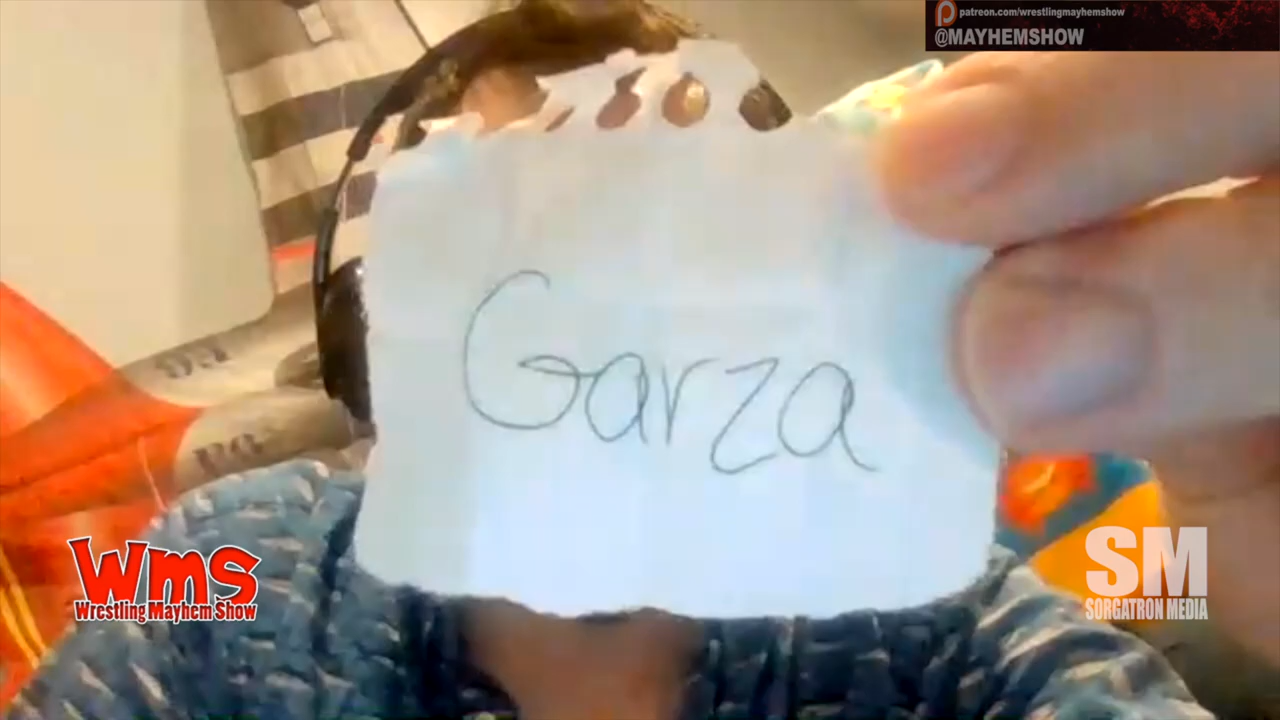 patreon.com/wrestlingmayhemshow
@MAYHEMSHOW
Garza
WMS
Wrestling Mayhem Show
SM
SORGATRON MEDIA